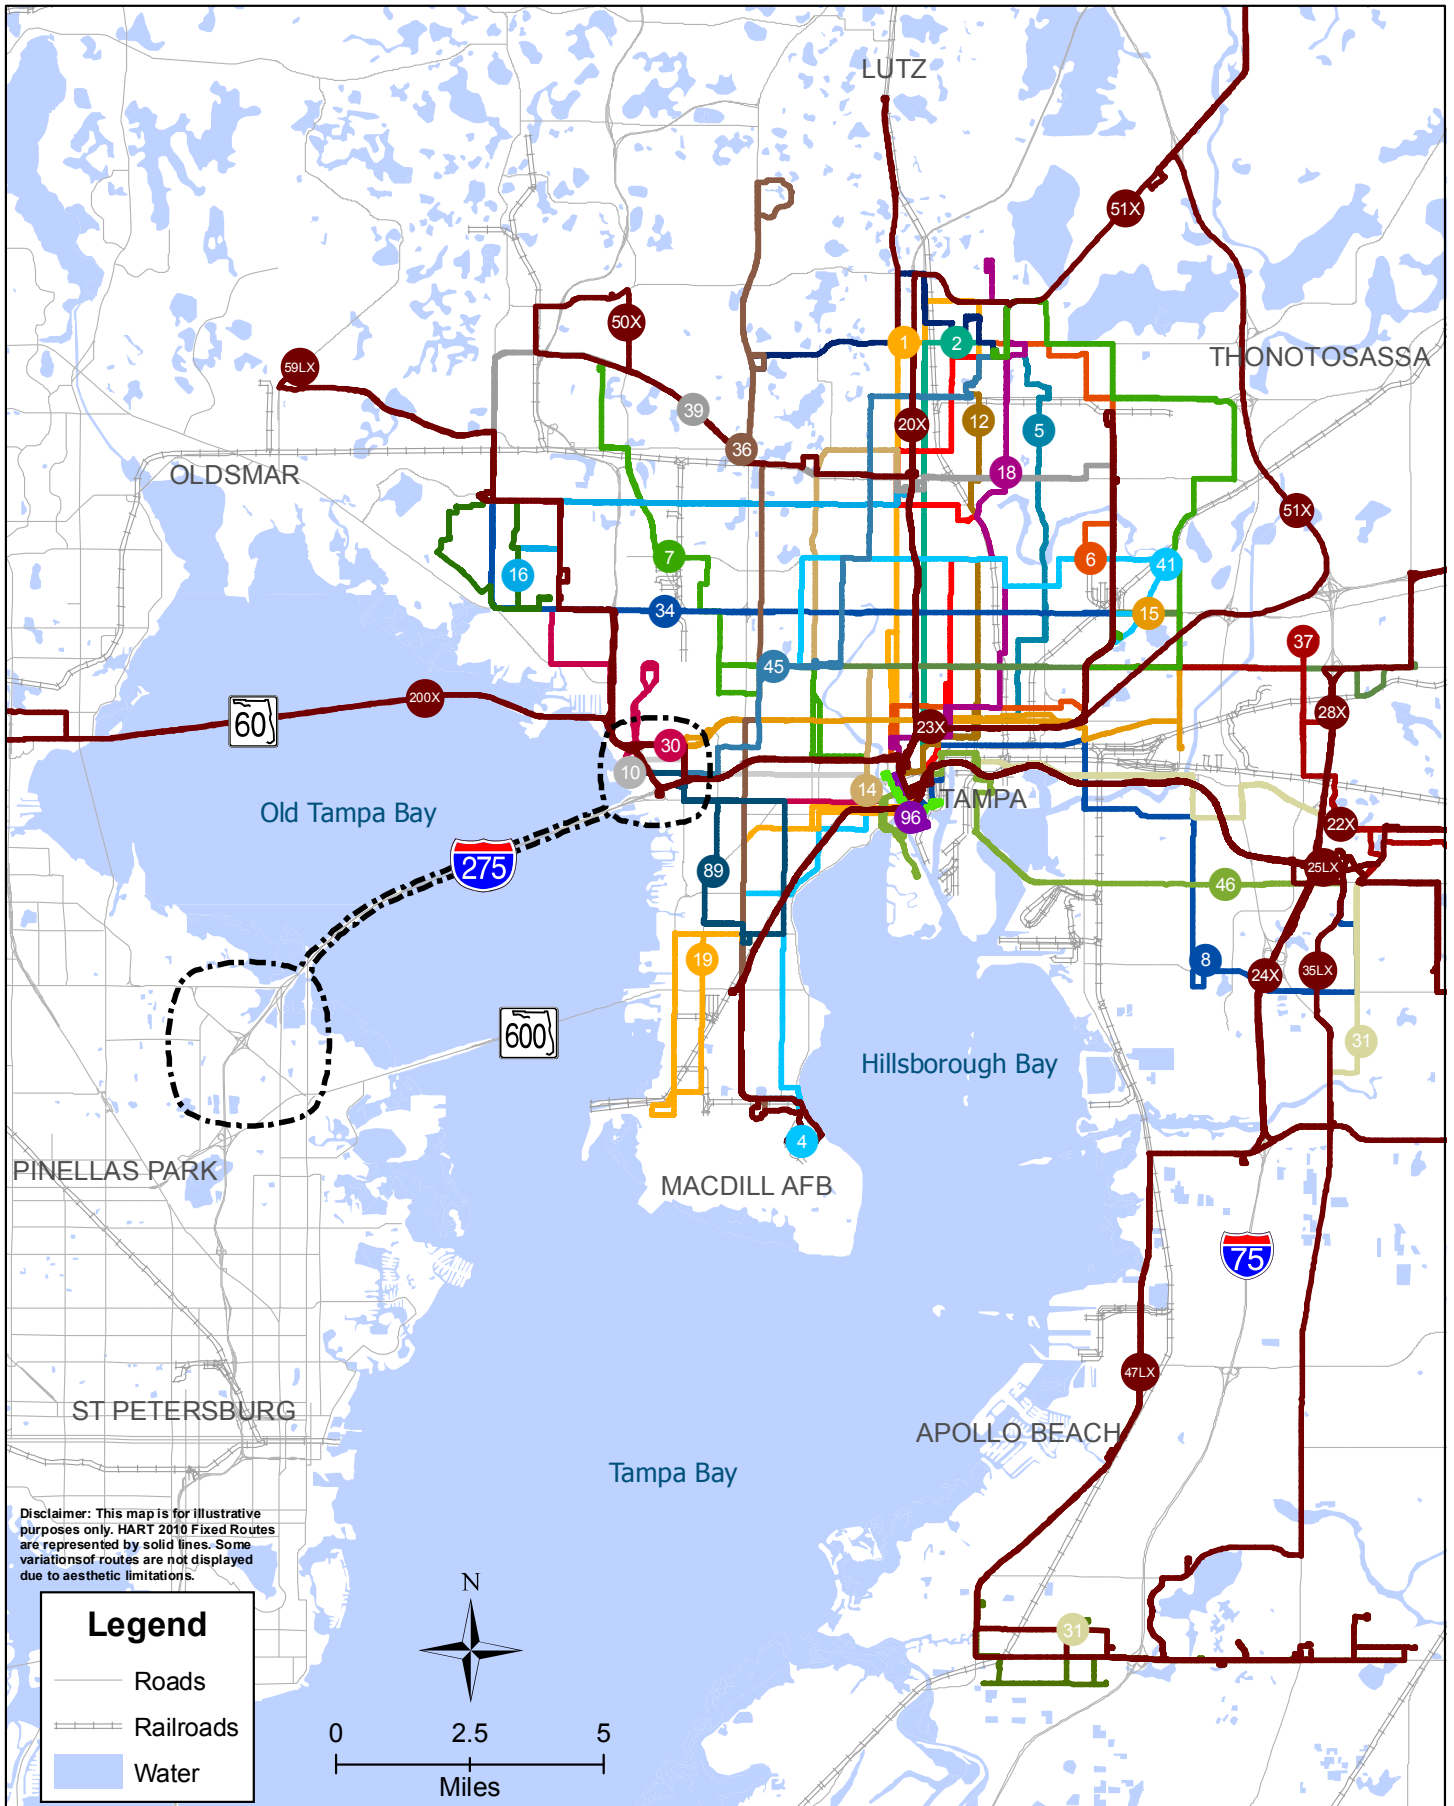 LUTZ
51X
50X
1
2
THONOTOSASSA
59LX
39
20X
12
5
36
18
OLDSMAR
51X
7
6
41
16
34
15
37
45
200X
60
28X
23X
30
10
14
TAMPA
Old Tampa Bay
96
22X
275
89
25LX
46
19
8
24X
35LX
600
31
Hillsborough Bay
4
PINELLAS PARK
MACDILL AFB
75
47LX
ST PETERSBURG
APOLLO BEACH
Tampa Bay
Disclaimer: This map is for illustrative
purposes only. HART 2010 Fixed Routes
are represented by solid lines. Some
variationsof routes are not displayed
due to aesthetic limitations.
N
31
Legend
Roads
Railroads
Water
0 2.5 5
Miles